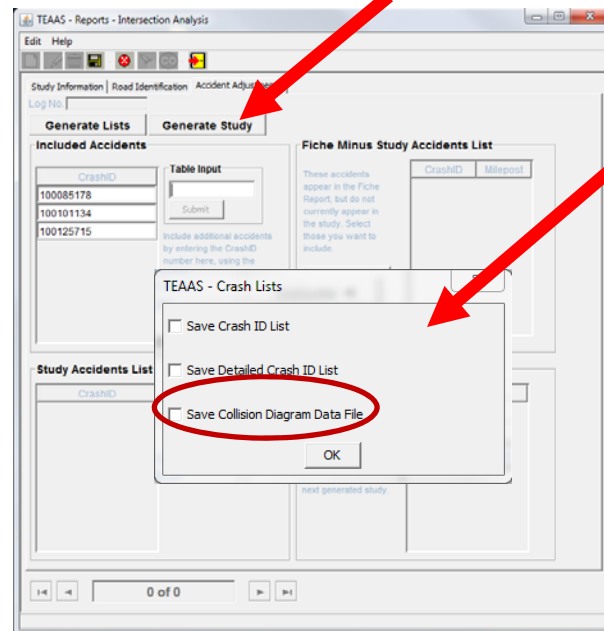 TEAAS - Reports - Intersection Analysis
Edit Help
Study Information Road Identification Accident
Log No.
Generate Lists Generate Study
Included Accidents
CrashID
100085178
100101134
100125715
Table Input
Submit
Include additional accidents
by entering the CrashID
number here, using the
Fiche Minus Study Accidents List
These accidents
appear in the Fiche
Report, but do not
currently appear in
the study. Select
those you want to
include.
CrashID Milepost
TEAAS - Crash Lists
Save Crash ID List
Save Detailed Crash ID List
Save Collision Diagram Data File
OK
Study Accidents List
CrashID
next generated study.
0 of 0